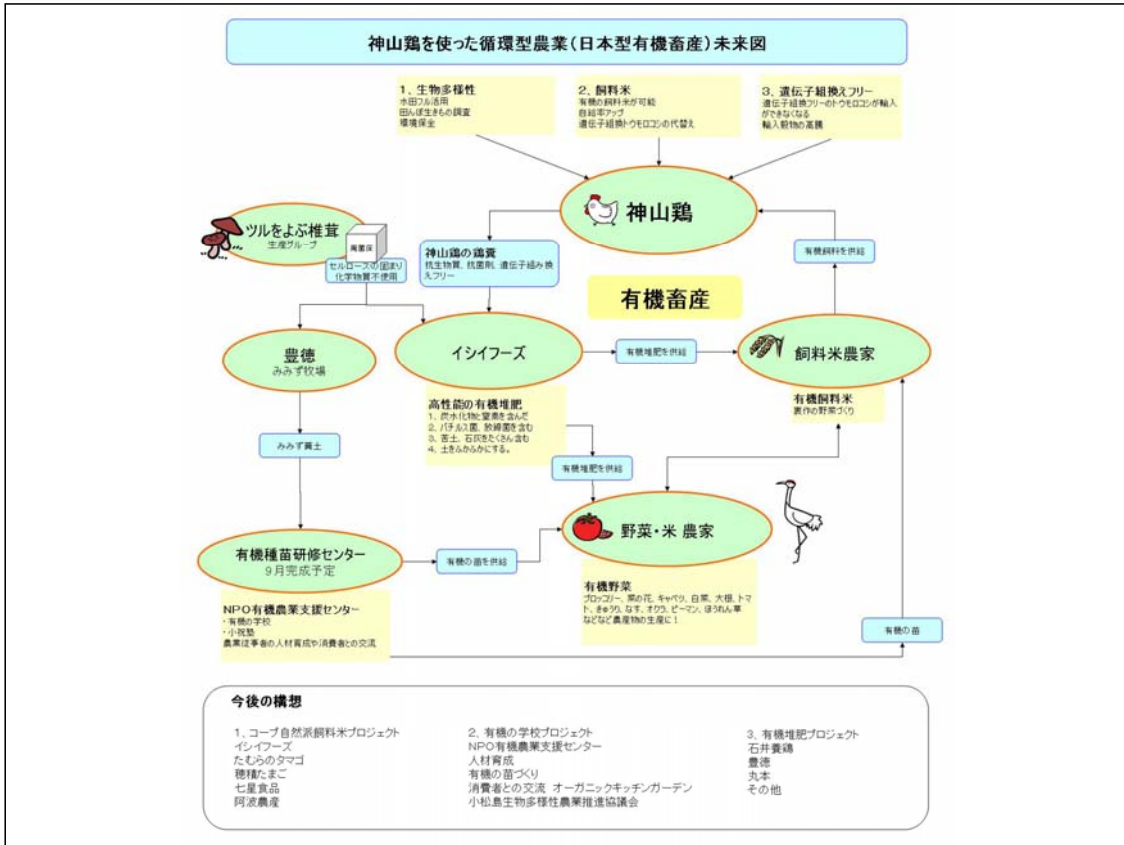 神山鶏を使った循環型農業(日本型有機畜産)未来図
1、生物多様性
水田フル活用
田んぼ生きもの調査
環境保全
2、飼料米
有機の飼料米が可能
自給率アップ
遺伝子組換トウモロコシの代替え
3、遺伝子組換えフリー
遺伝子組換フリーのトウモロコシが輸入
ができなくなる
輸入穀物の高騰
神山鶏
ツルをよぶ椎茸
生産グループ
廃菌床
セルロースの固まり
化学物質不使用
神山鶏の鶏糞
抗生物質、抗菌剤、遺伝子組み換
えフリー
有機飼料を供給
有機畜産
豊徳
みみず牧場
イシイフーズ
有機堆肥を供給
飼料米農家
高性能の有機堆肥
1、炭水化物と窒素を含んだ
2、バチルス菌、放線菌を含む
3、苦土、石灰をたくさん含む
4、土をふかふかにする。
有機飼料米
裏作の野菜づくり
みみず糞土
有機堆肥を供給
野菜・米 農家
有機種苗研修センター
9月完成予定
有機の苗を供給
有機野菜
ブロッコリー、菜の花、キャベツ、白菜、大根、トマ
ト、きゅうり、なす、オクラ、ピーマン、ほうれん草
などなど農産物の生産に!
NPO有機農業支援センター
・有機の学校
・小祝塾
農業従事者の人材育成や消費者との交流
有機の苗
今後の構想
1、コープ自然派飼料米プロジェクト
イシイフーズ
たむらのタマゴ
穂積たまご
七星食品
阿波農産
2、有機の学校プロジェクト
NPO有機農業支援センター
人材育成
有機の苗づくり
消費者との交流 オーガニックキッチンガーデン
小松島生物多様性農業推進協議会
3、有機堆肥プロジェクト
石井養鶏
豊徳
丸本
その他